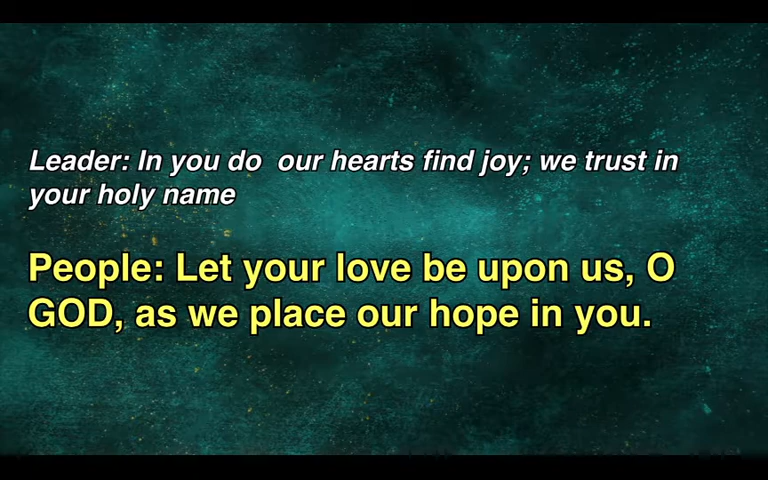 Leader: In you do  our hearts find joy; we trust in
your holy name
People: Let your love be upon us, O
GOD, as we place our hope in you.